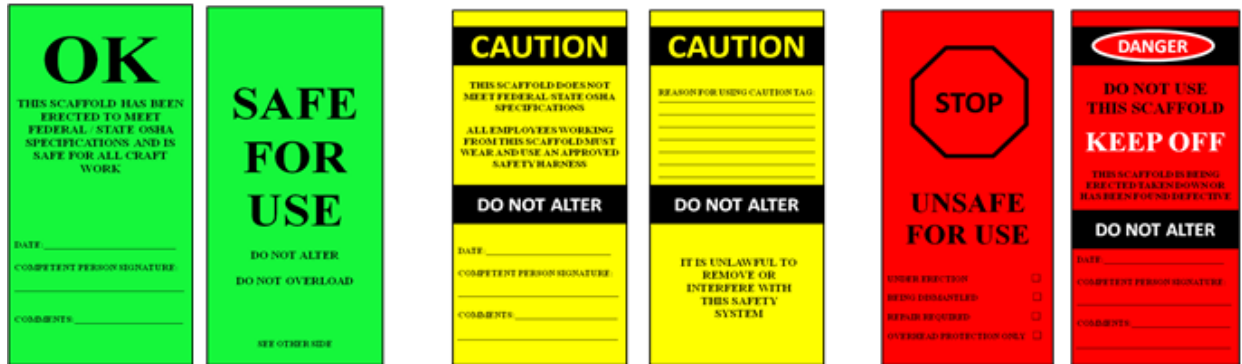 OK
THIS SCAFFOLD HAS BEEN
ERECTED TO MEET
FEDERAL / STATE OSHA
SPECIFICATIONS AND IS
SAFE FOR ALL CRAFT
WORK
DATE:
COMPETENT PERSON SIGNATURE:
COMMENTS:
SAFE
FOR
USE
DO NOT ALTER
DO NOT OVERLOAD
SEE OTHER SIDE
CAUTION
THIS SCAFFOLD DOES NOT
MEET FEDERAL/STATE OSHA
SPECIFICATIONS
ALL EMPLOYEES WORKING
FROM THIS SCAFFOLD MUST
WEAR AND USE AN APPROVED
SAFETY HARNESS
DO NOT ALTER
DATE:
COMPETENT PERSON SIGNATURE:
COMMENTS:
CAUTION
REASON FOR USING CAUTION TAG:
DO NOT ALTER
IT IS UNLAWFUL TO
REMOVE OR
INTERFERE WITH
THIS SAFETY
SYSTEM
STOP
UNSAFE
FOR USE
UNDER ERECTION
BEING DISMANTLED
REPAIR REQUIRED
OVERHEAD PROTECTION ONLY
DANGER
DO NOT USE
THIS SCAFFOLD
KEEP OFF
THIS SCAFFOLD IS BEING
ERECTED TAKEN DOWN OR
HAS BEEN FOUND DEFECTIVE
DO NOT ALTER
DATE:
COMPETENT PERSON SIGNATURE:
COMMENTS: